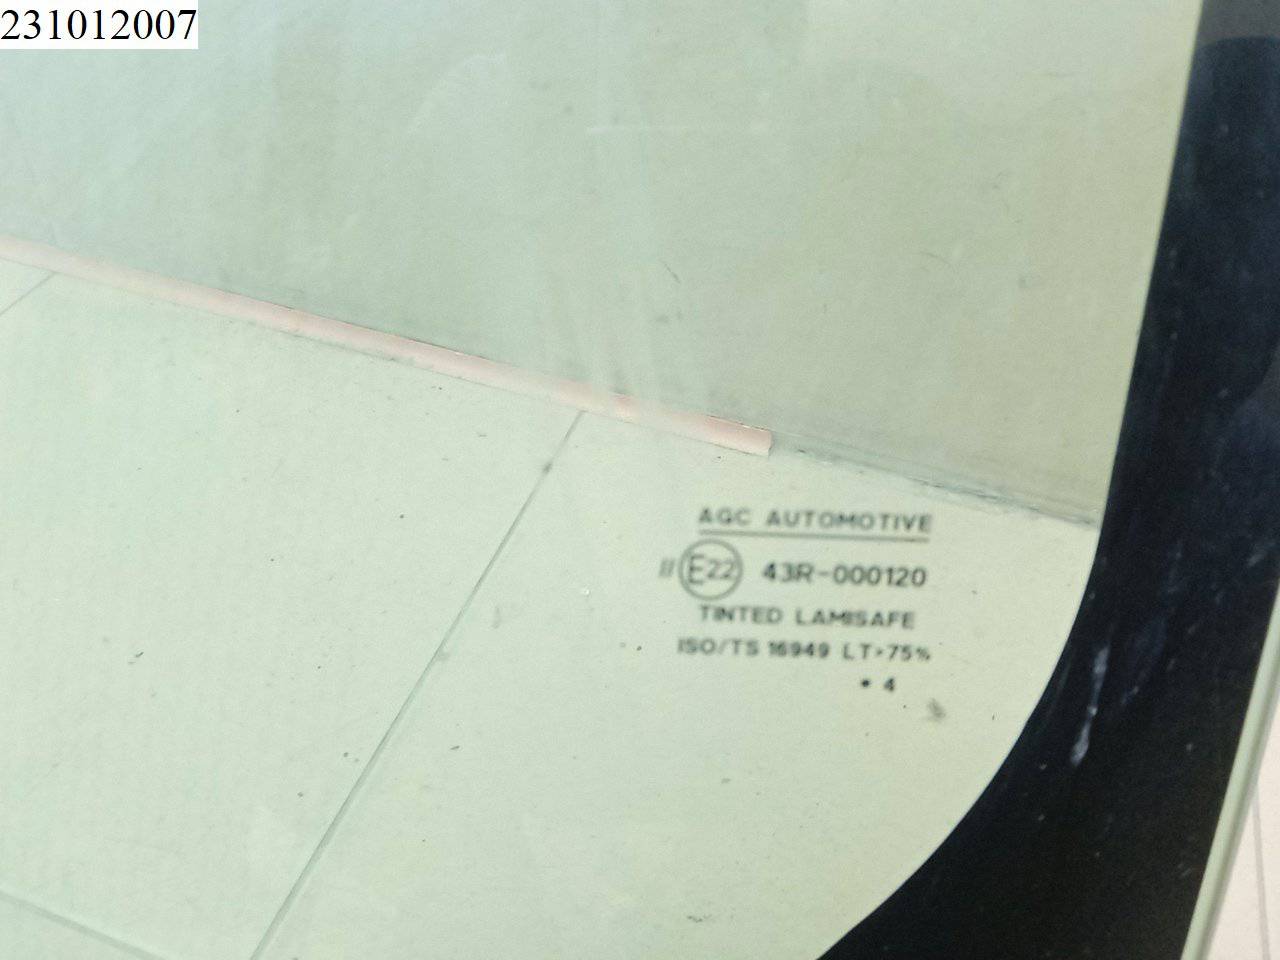 231012007
AGC AUTOMOTIVE
II E22 43R-000120
TINTED LAMISAFE
ISO/TS 16949 LT>75%
• 4